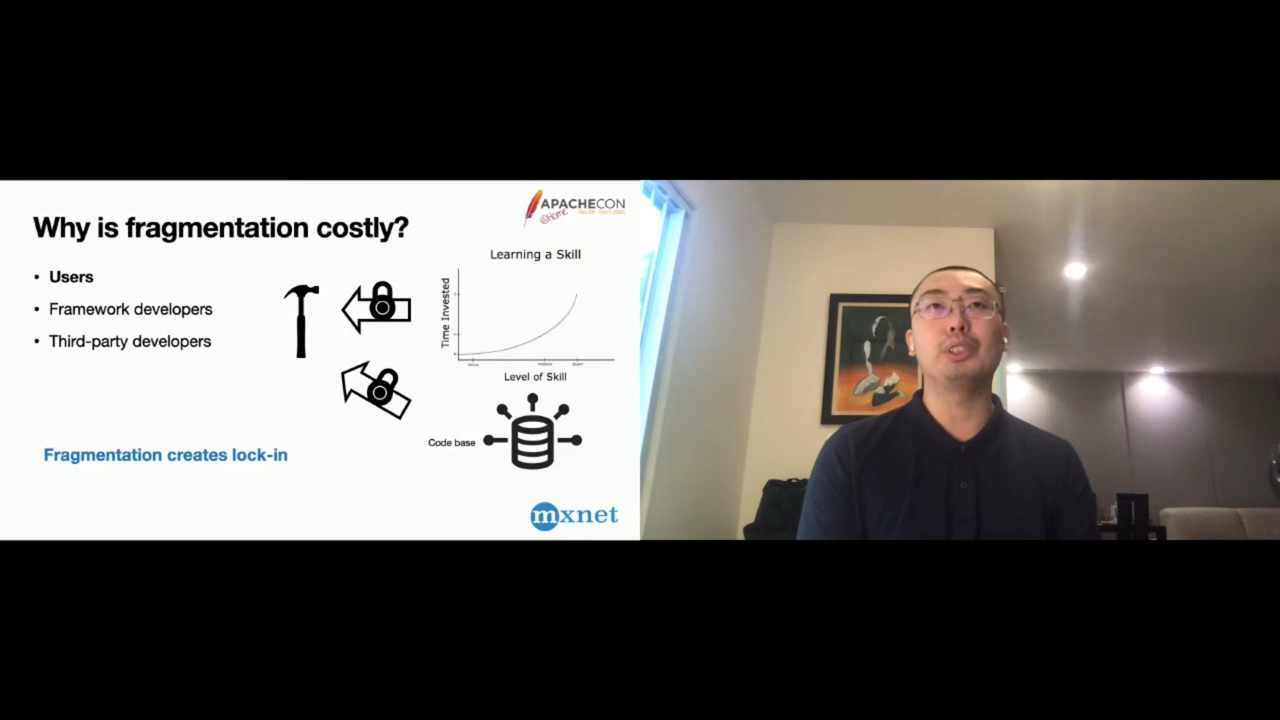 APACHECON
@Home
Why is fragmentation costly?
• Users
• Framework developers
• Third-party developers
Learning a Skill
Time Invested
Level of Skill
Code base
Fragmentation creates lock-in
mxnet